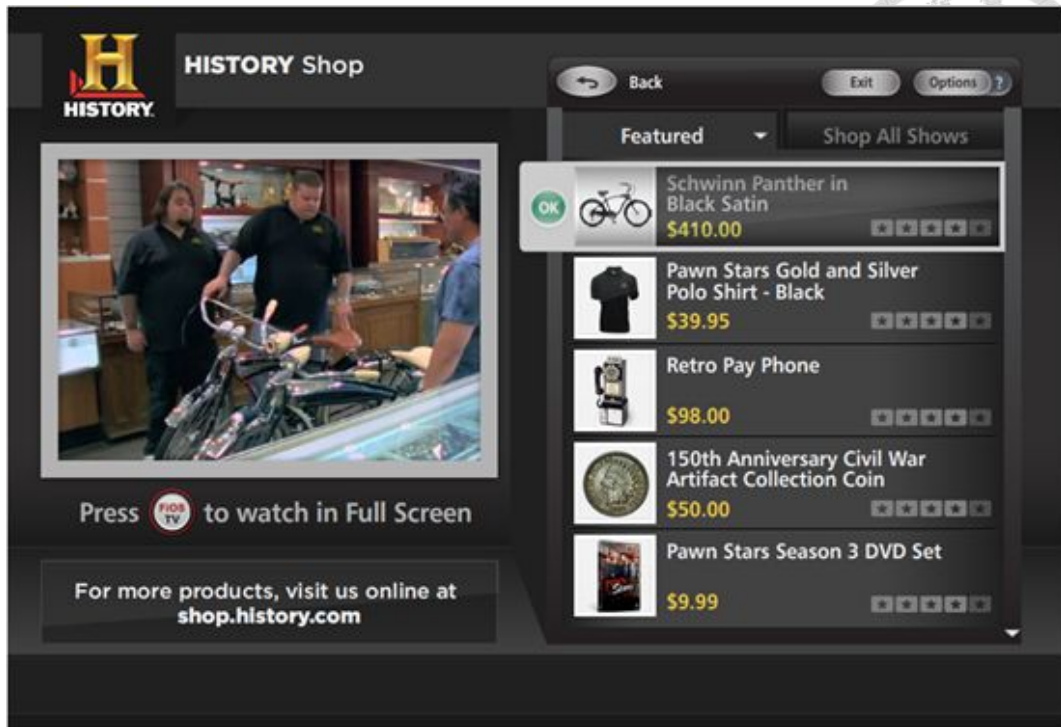 HISTORY Shop
H
HISTORY.
Back
Exit
Options ?
Featured
Shop All Shows
OK
Schwinn Panther in
Black Satin
$410.00
Pawn Stars Gold and Silver
Polo Shirt - Black
$39.95
Retro Pay Phone
$98.00
150th Anniversary Civil War
Artifact Collection Coin
$50.00
Pawn Stars Season 3 DVD Set
$9.99
Press FiOS TV to watch in Full Screen
For more products, visit us online at
shop.history.com